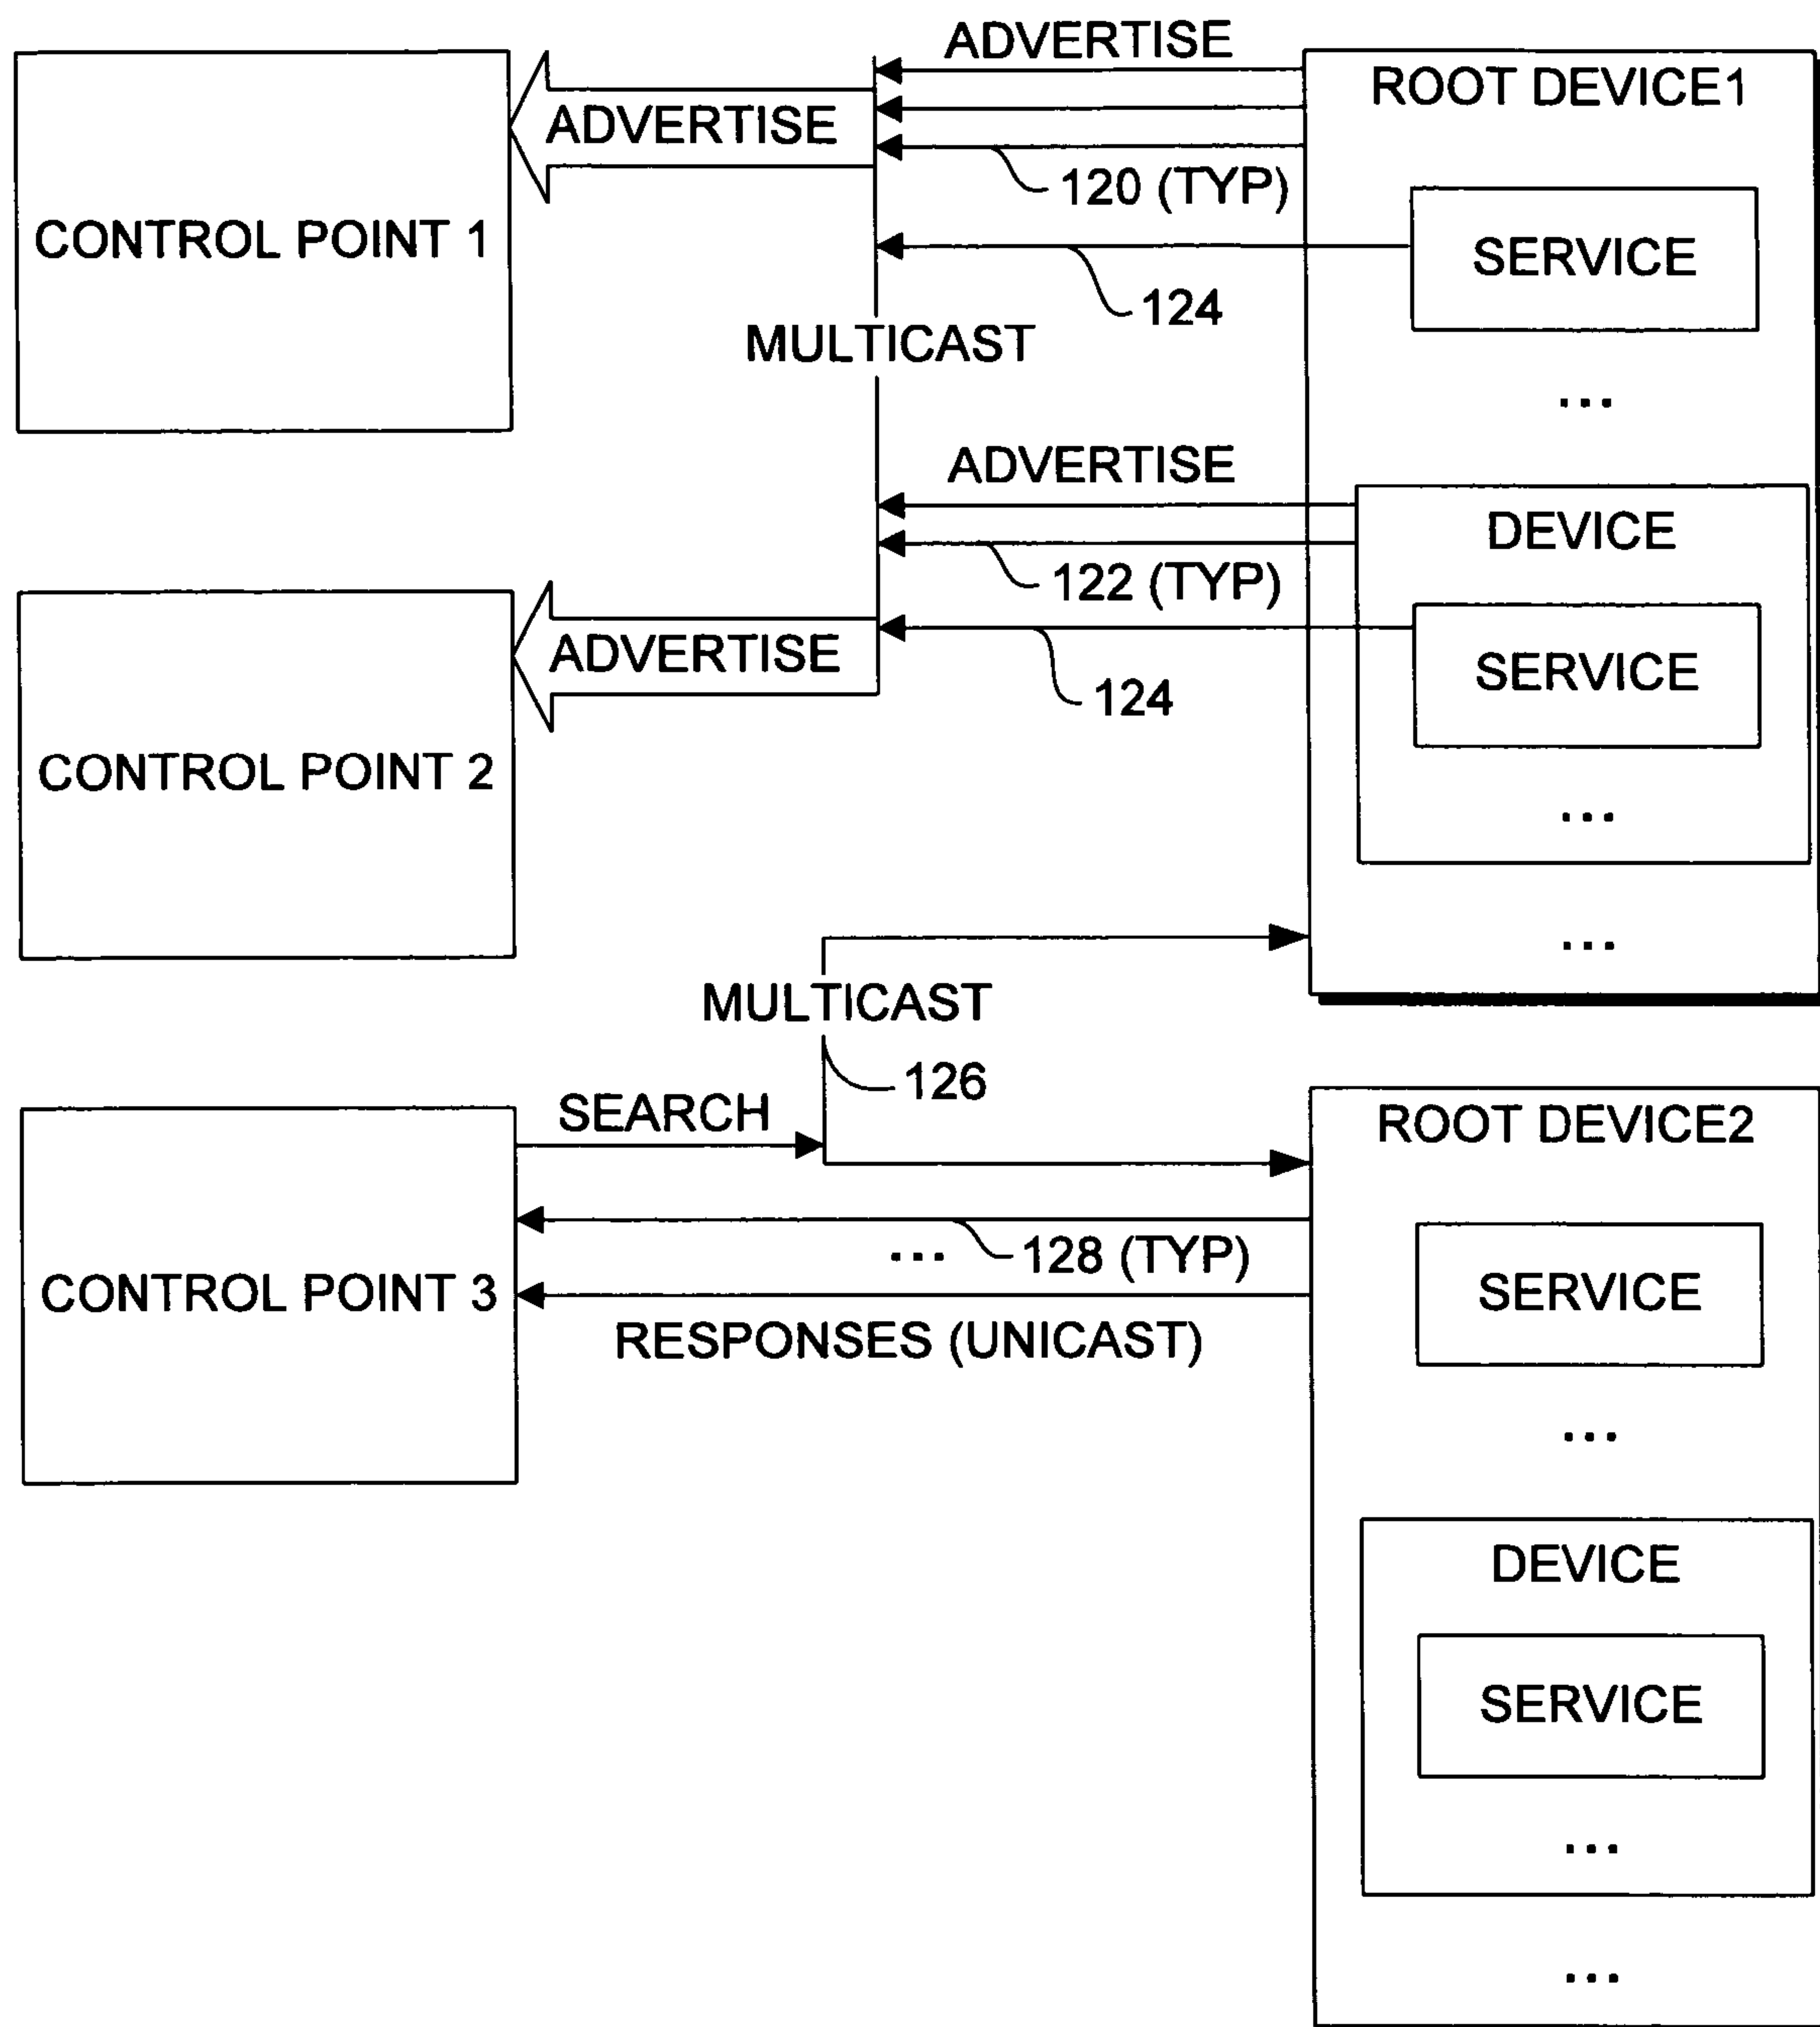 ADVERTISE
ROOT DEVICE1
ADVERTISE
120 (TYP)
CONTROL POINT 1
SERVICE
124
MULTICAST
...
ADVERTISE
DEVICE
122 (TYP)
ADVERTISE
SERVICE
124
CONTROL POINT 2
...
...
MULTICAST
126
SEARCH
ROOT DEVICE2
... 128 (TYP)
CONTROL POINT 3
SERVICE
RESPONSES (UNICAST)
...
DEVICE
SERVICE
...
...